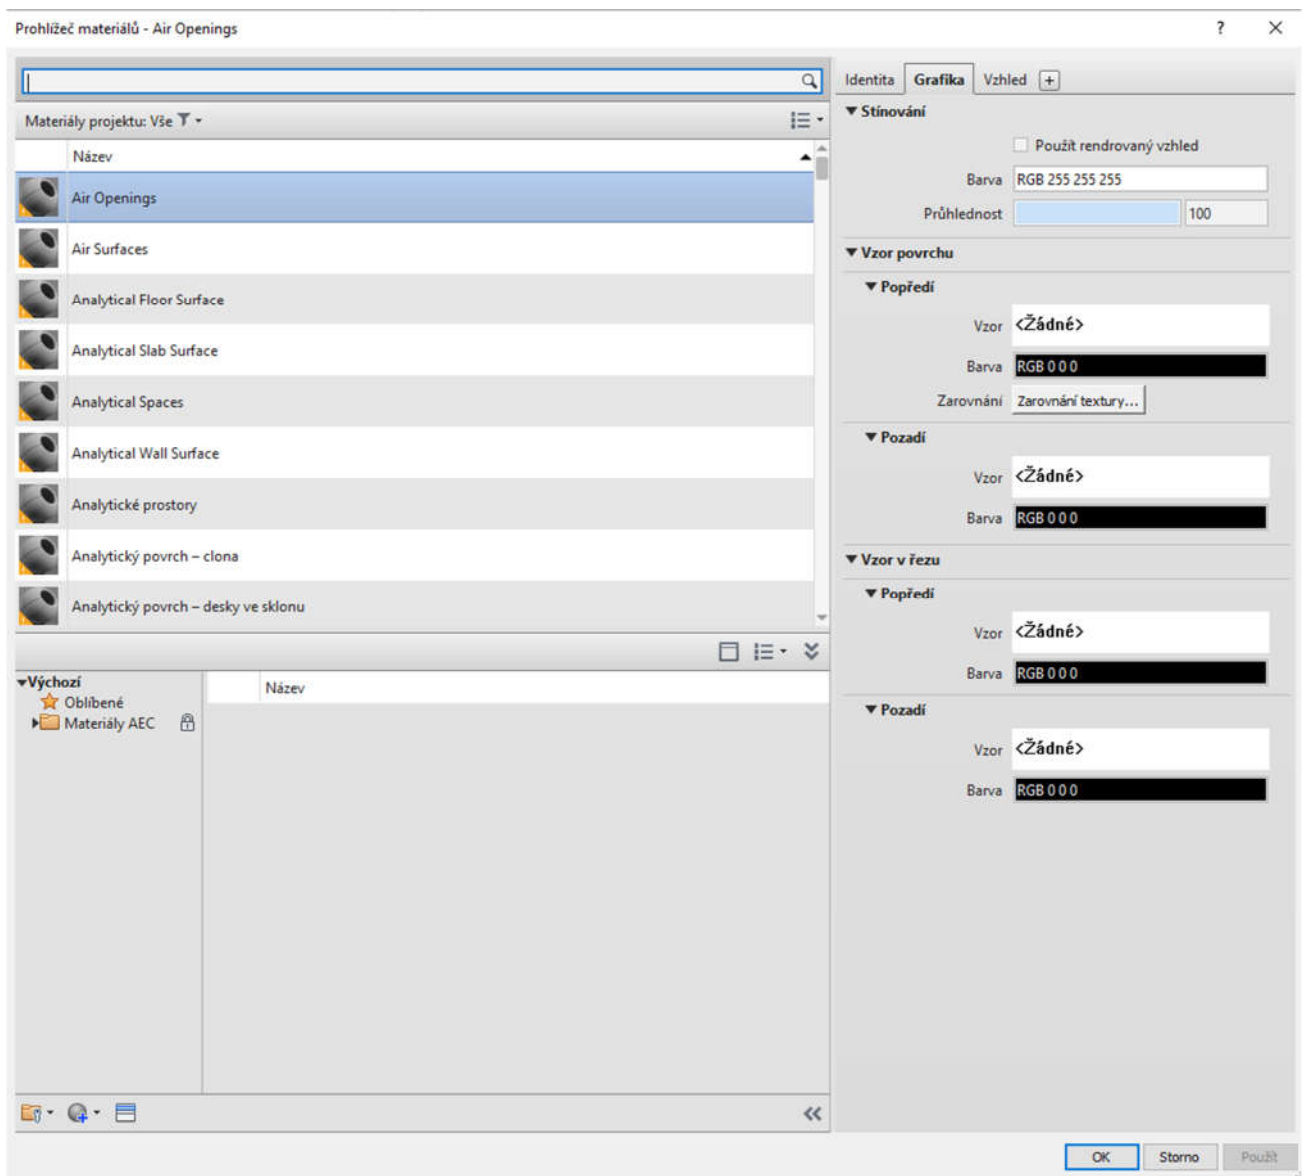 Prohlížeč materiálů - Air Openings
?
Materiály projektu: Vše
Název
Air Openings
Air Surfaces
Analytical Floor Surface
Analytical Slab Surface
Analytical Spaces
Analytical Wall Surface
Analytické prostory
Analytický povrch – clona
Analytický povrch – desky ve sklonu
Výchozí
Oblíbené
Materiály AEC
Název
Identita Grafika Vzhled +
Stínování
Použít rendrovaný vzhled
Barva RGB 255 255 255
Průhlednost 100
Vzor povrchu
Popředí
Vzor <Žádné>
Barva RGB 0 0 0
Zarovnání Zarovnání textury...
Pozadí
Vzor <Žádné>
Barva RGB 0 0 0
Vzor v řezu
Popředí
Vzor <Žádné>
Barva RGB 0 0 0
Pozadí
Vzor <Žádné>
Barva RGB 0 0 0
OK Storno Použít